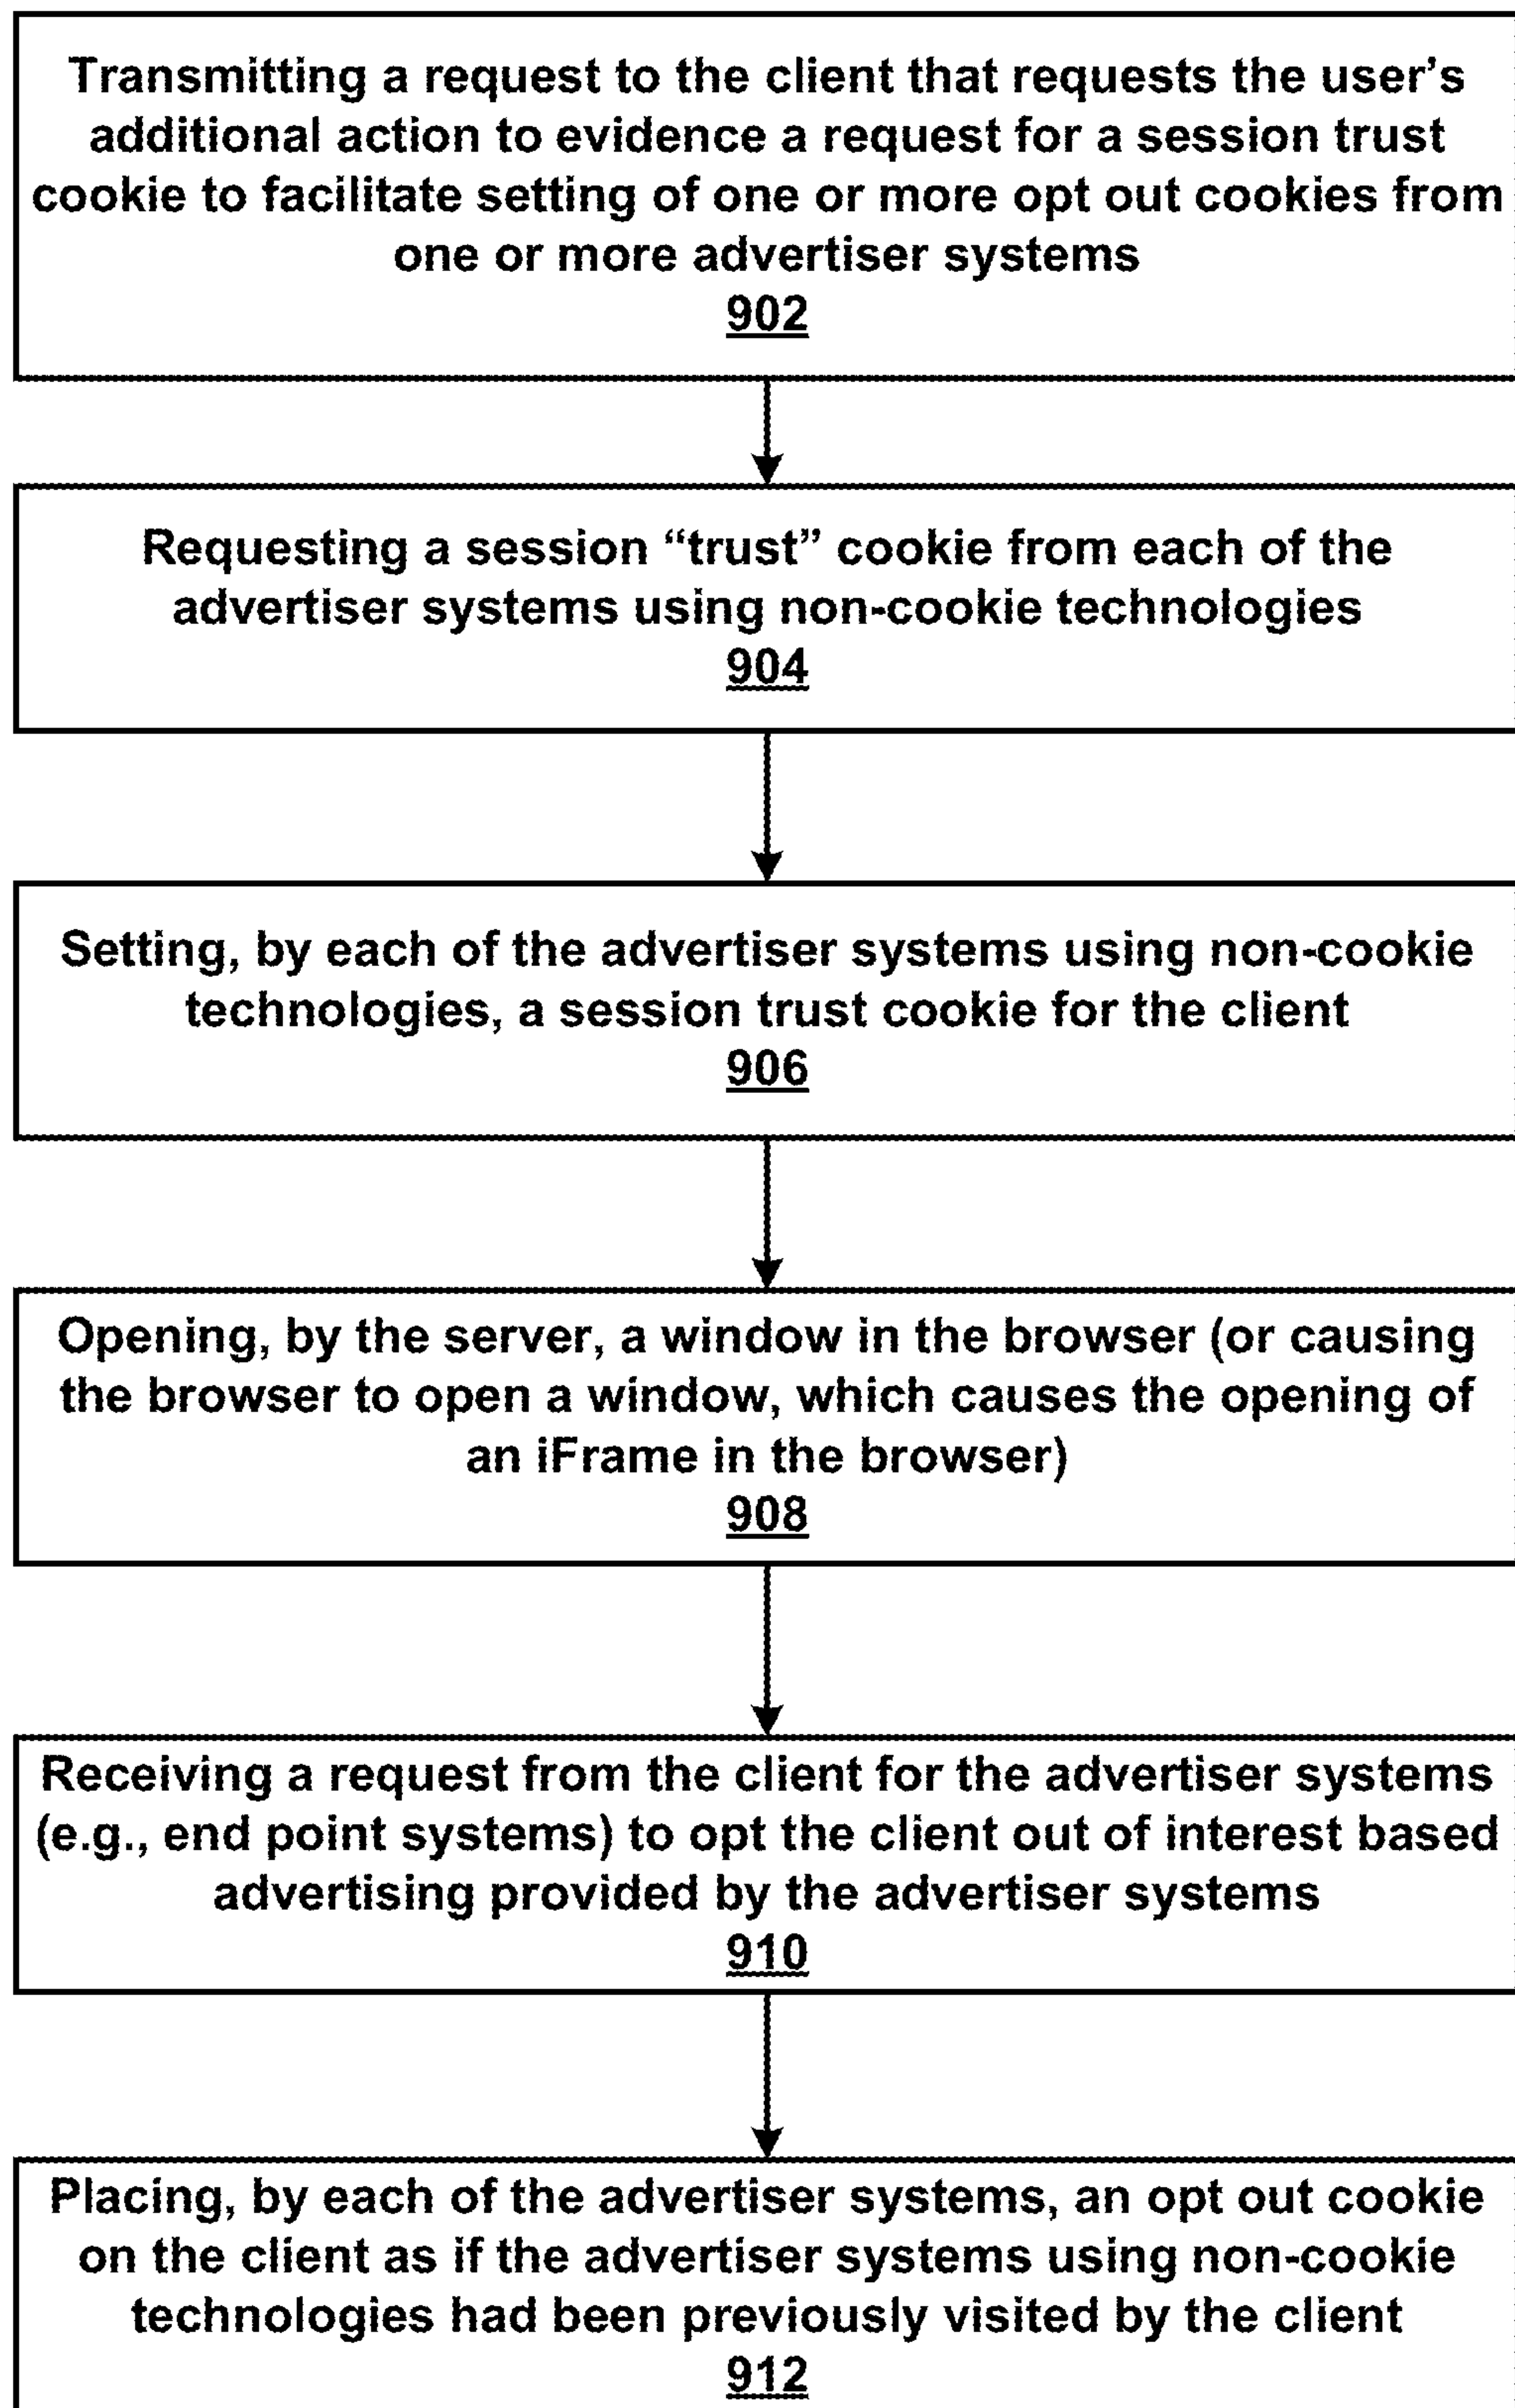 Transmitting a request to the client that requests the user’s
additional action to evidence a request for a session trust
cookie to facilitate setting of one or more opt out cookies from
one or more advertiser systems
902
Requesting a session “trust” cookie from each of the
advertiser systems using non-cookie technologies
904
Setting, by each of the advertiser systems using non-cookie
technologies, a session trust cookie for the client
906
Opening, by the server, a window in the browser (or causing
the browser to open a window, which causes the opening of
an iFrame in the browser)
908
Receiving a request from the client for the advertiser systems
(e.g., end point systems) to opt the client out of interest based
advertising provided by the advertiser systems
910
Placing, by each of the advertiser systems, an opt out cookie
on the client as if the advertiser systems using non-cookie
technologies had been previously visited by the client
912